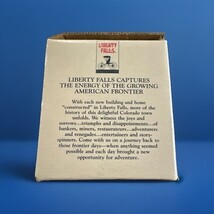 LIBERTY
FALLS
LIBERTY FALLS CAPTURES
THE ENERGY OF THE GROWING
AMERICAN FRONTIER
With each new building and home
"constructed" in Liberty Falls, more of the
history of this delightful Colorado town
unfolds. We witness the joys and
sorrows...triumphs and disappointments...of
bankers, miners, restaurateurs...adventurers
and renegades...entertainers and story-
spinners. Come with us on a journey back to
those frontier days—when anything seemed
possible and each day brought a new
opportunity for adventure.